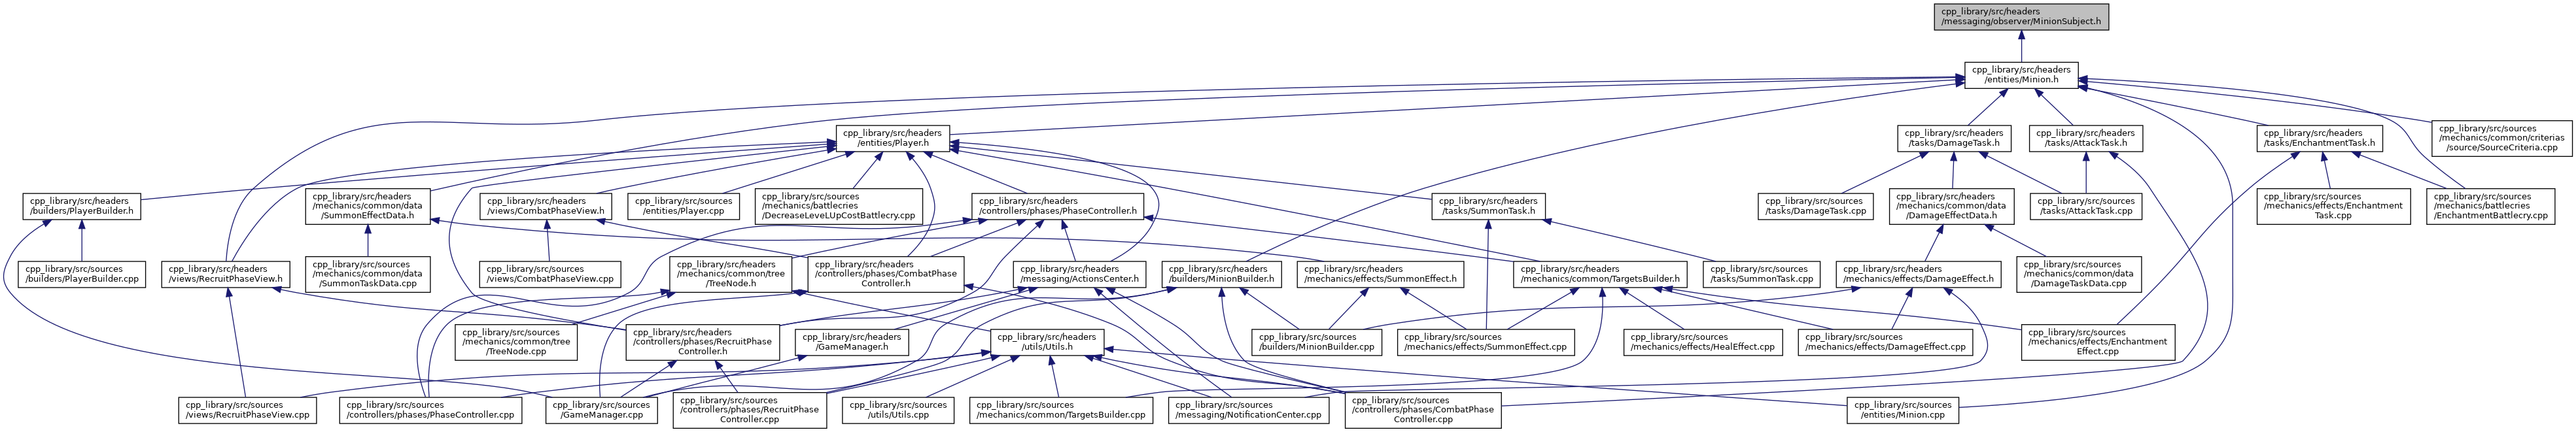 cpp_library/src/headers
/messaging/observer/MinionSubject.h
cpp_library/src/headers
/entities/Minion.h
cpp_library/src/headers
/entities/Player.h
cpp_library/src/headers
/tasks/DamageTask.h
cpp_library/src/headers
/tasks/AttackTask.h
cpp_library/src/headers
/tasks/EnchantmentTask.h
cpp_library/src/sources
/mechanics/common/criterias
/source/SourceCriteria.cpp
cpp_library/src/headers
/builders/PlayerBuilder.h
cpp_library/src/headers
/mechanics/common/data
/SummonEffectData.h
cpp_library/src/headers
/views/CombatPhaseView.h
cpp_library/src/sources
/entities/Player.cpp
cpp_library/src/sources
/mechanics/battlecries
/DecreaseLeveLUpCostBattlecry.cpp
cpp_library/src/headers
/controllers/phases/PhaseController.h
cpp_library/src/headers
/tasks/SummonTask.h
cpp_library/src/sources
/tasks/DamageTask.cpp
cpp_library/src/headers
/mechanics/common/data
/DamageEffectData.h
cpp_library/src/sources
/tasks/AttackTask.cpp
cpp_library/src/sources
/mechanics/effects/Enchantment
Task.cpp
cpp_library/src/sources
/mechanics/battlecries
/EnchantmentBattlecry.cpp
cpp_library/src/sources
/builders/PlayerBuilder.cpp
cpp_library/src/headers
/views/RecruitPhaseView.h
cpp_library/src/sources
/mechanics/common/data
/SummonTaskData.cpp
cpp_library/src/sources
/views/CombatPhaseView.cpp
cpp_library/src/headers
/mechanics/common/tree
/TreeNode.h
cpp_library/src/headers
/controllers/phases/CombatPhase
Controller.h
cpp_library/src/headers
/messaging/ActionsCenter.h
cpp_library/src/headers
/builders/MinionBuilder.h
cpp_library/src/headers
/mechanics/effects/SummonEffect.h
cpp_library/src/headers
/mechanics/common/TargetsBuilder.h
cpp_library/src/sources
/tasks/SummonTask.cpp
cpp_library/src/headers
/mechanics/effects/DamageEffect.h
cpp_library/src/sources
/mechanics/common/data
/DamageTaskData.cpp
cpp_library/src/sources
/mechanics/common/tree
/TreeNode.cpp
cpp_library/src/headers
/controllers/phases/RecruitPhase
Controller.h
cpp_library/src/headers
/GameManager.h
cpp_library/src/headers
/utils/Utils.h
cpp_library/src/sources
/builders/MinionBuilder.cpp
cpp_library/src/sources
/mechanics/effects/SummonEffect.cpp
cpp_library/src/sources
/mechanics/effects/HealEffect.cpp
cpp_library/src/sources
/mechanics/effects/DamageEffect.cpp
cpp_library/src/sources
/mechanics/effects/Enchantment
Effect.cpp
cpp_library/src/sources
/views/RecruitPhaseView.cpp
cpp_library/src/sources
/controllers/phases/PhaseController.cpp
cpp_library/src/sources
/GameManager.cpp
cpp_library/src/sources
/controllers/phases/RecruitPhase
Controller.cpp
cpp_library/src/sources
/utils/Utils.cpp
cpp_library/src/sources
/mechanics/common/TargetsBuilder.cpp
cpp_library/src/sources
/messaging/NotificationCenter.cpp
cpp_library/src/sources
/controllers/phases/CombatPhase
Controller.cpp
cpp_library/src/sources
/entities/Minion.cpp